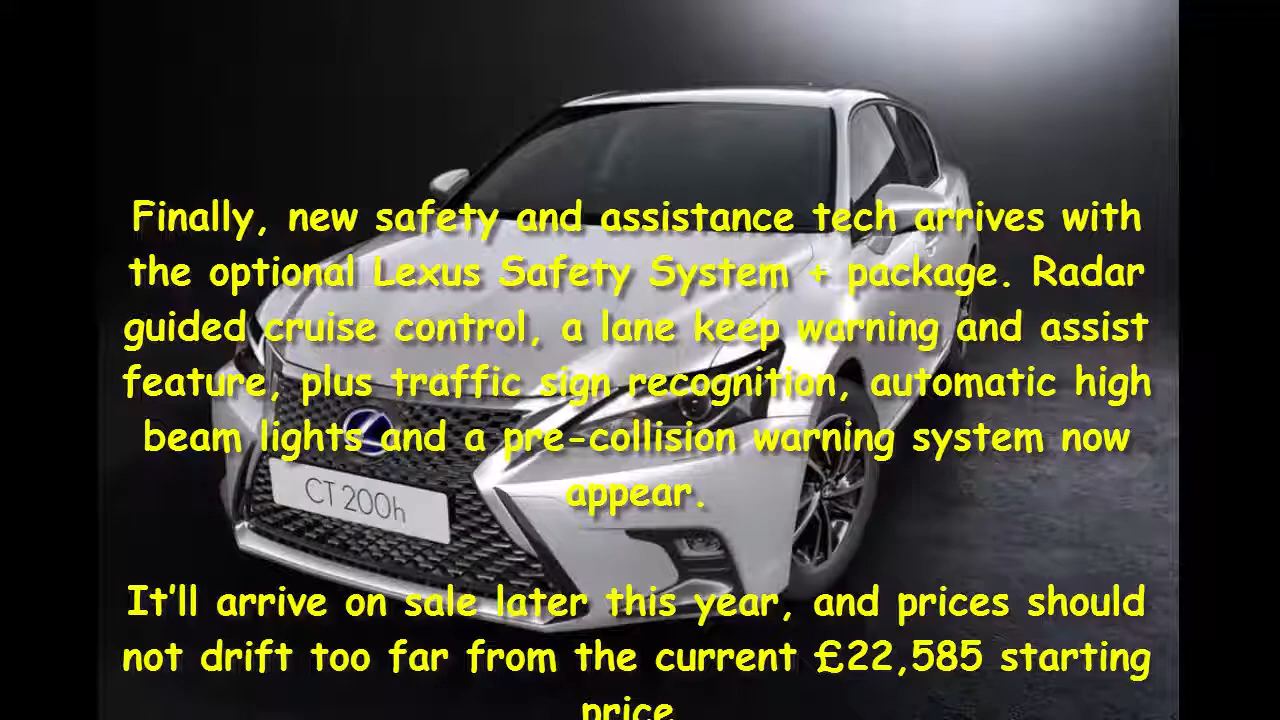 Finally, new safety and assistance tech arrives with
the optional Lexus Safety System + package. Radar
guided cruise control, a lane keep warning and assist
feature, plus traffic sign recognition, automatic high
beam lights and a pre-collision warning system now
appear.
CT 200h
It'll arrive on sale later this year, and prices should
not drift too far from the current £22,585 starting
price